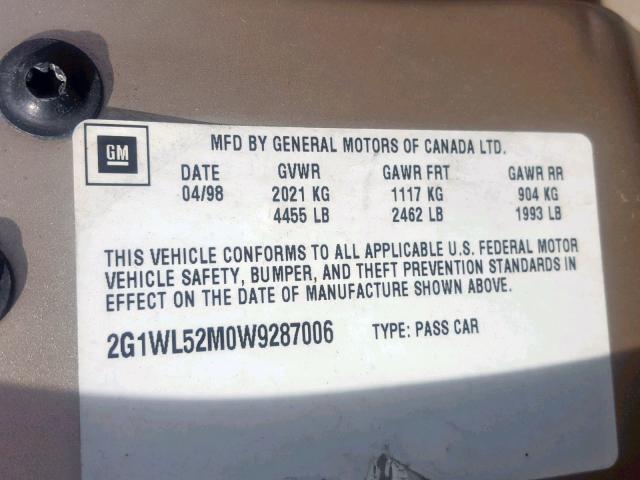 GM
MFD BY GENERAL MOTORS OF CANADA LTD.
DATE GVWR GAWR FRT GAWR RR
04/98 2021 KG 1117 KG 904 KG
4455 LB 2462 LB 1993 LB
THIS VEHICLE CONFORMS TO ALL APPLICABLE U.S. FEDERAL MOTOR
VEHICLE SAFETY, BUMPER, AND THEFT PREVENTION STANDARDS IN
EFFECT ON THE DATE OF MANUFACTURE SHOWN ABOVE.
2G1WL52M0W9287006 TYPE: PASS CAR